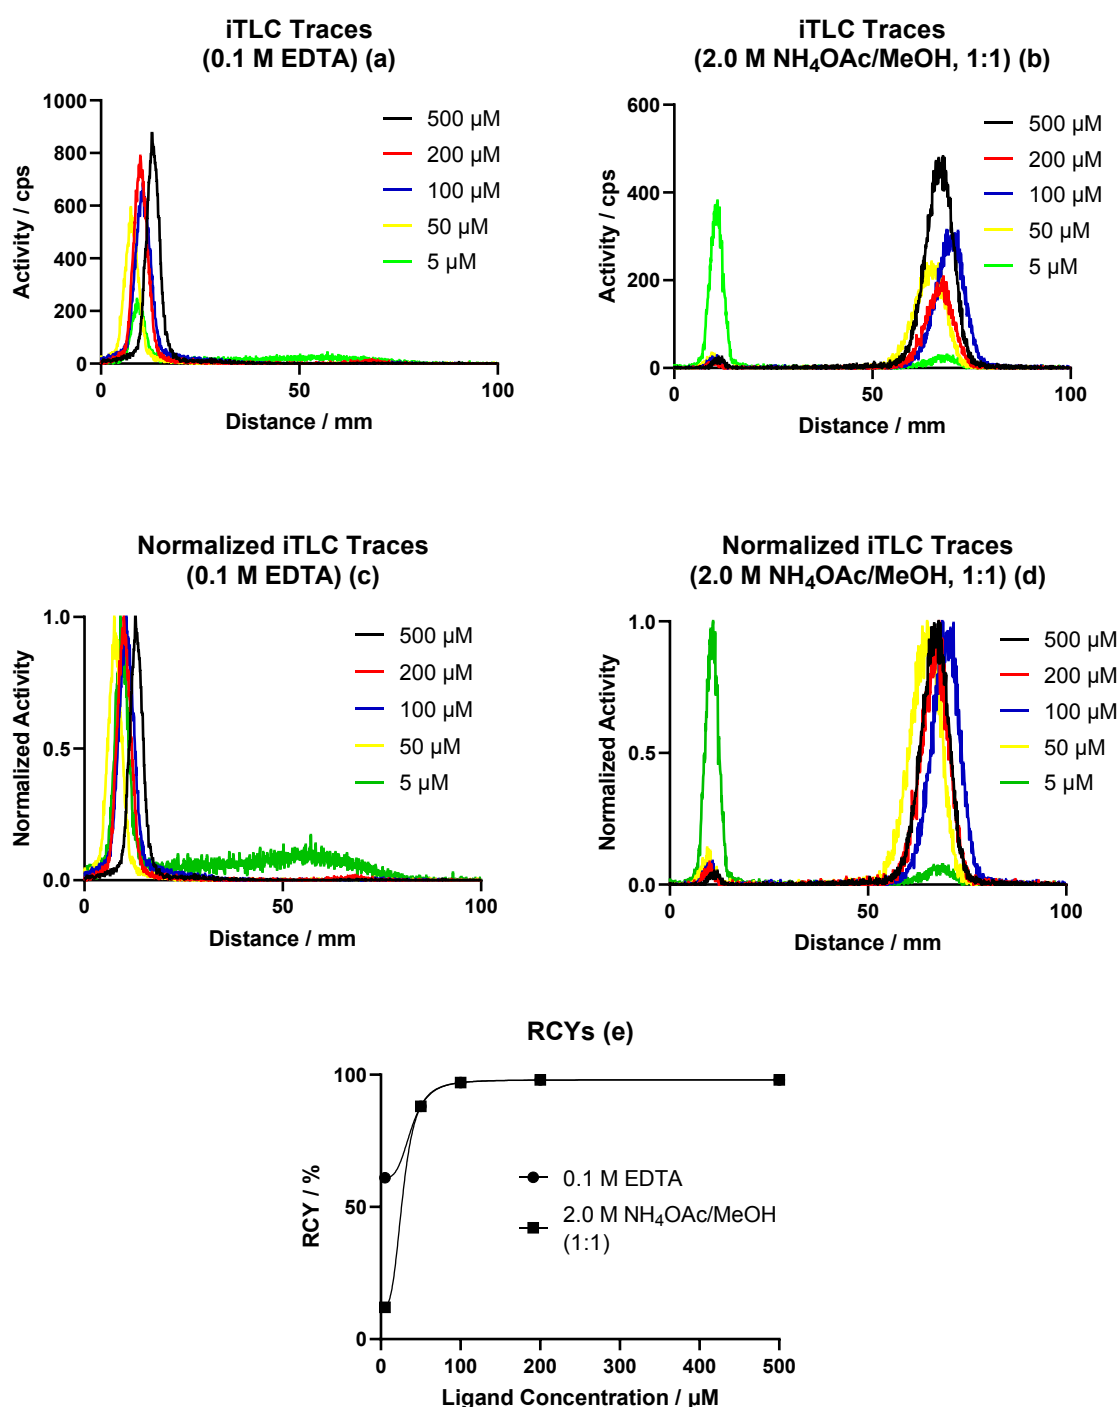 iTLC Traces
(0.1 M EDTA) (a)
1000
800
600
400
200
0
0
50
100
Activity / cps
Distance / mm
500 µM
200 µM
100 µM
50 µM
5 µM
iTLC Traces
(2.0 M NH₄OAc/MeOH, 1:1) (b)
600
400
200
0
0
50
100
Activity / cps
Distance / mm
500 µM
200 µM
100 µM
50 µM
5 µM
Normalized iTLC Traces
(0.1 M EDTA) (c)
1.0
0.5
0.0
0
50
100
Normalized Activity
Distance / mm
500 µM
200 µM
100 µM
50 µM
5 µM
Normalized iTLC Traces
(2.0 M NH₄OAc/MeOH, 1:1) (d)
1.0
0.5
0.0
0
50
100
Normalized Activity
Distance / mm
500 µM
200 µM
100 µM
50 µM
5 µM
RCYs (e)
100
50
0
0
100
200
300
400
500
RCY / %
Ligand Concentration / µM
0.1 M EDTA
2.0 M NH₄OAc/MeOH
(1:1)